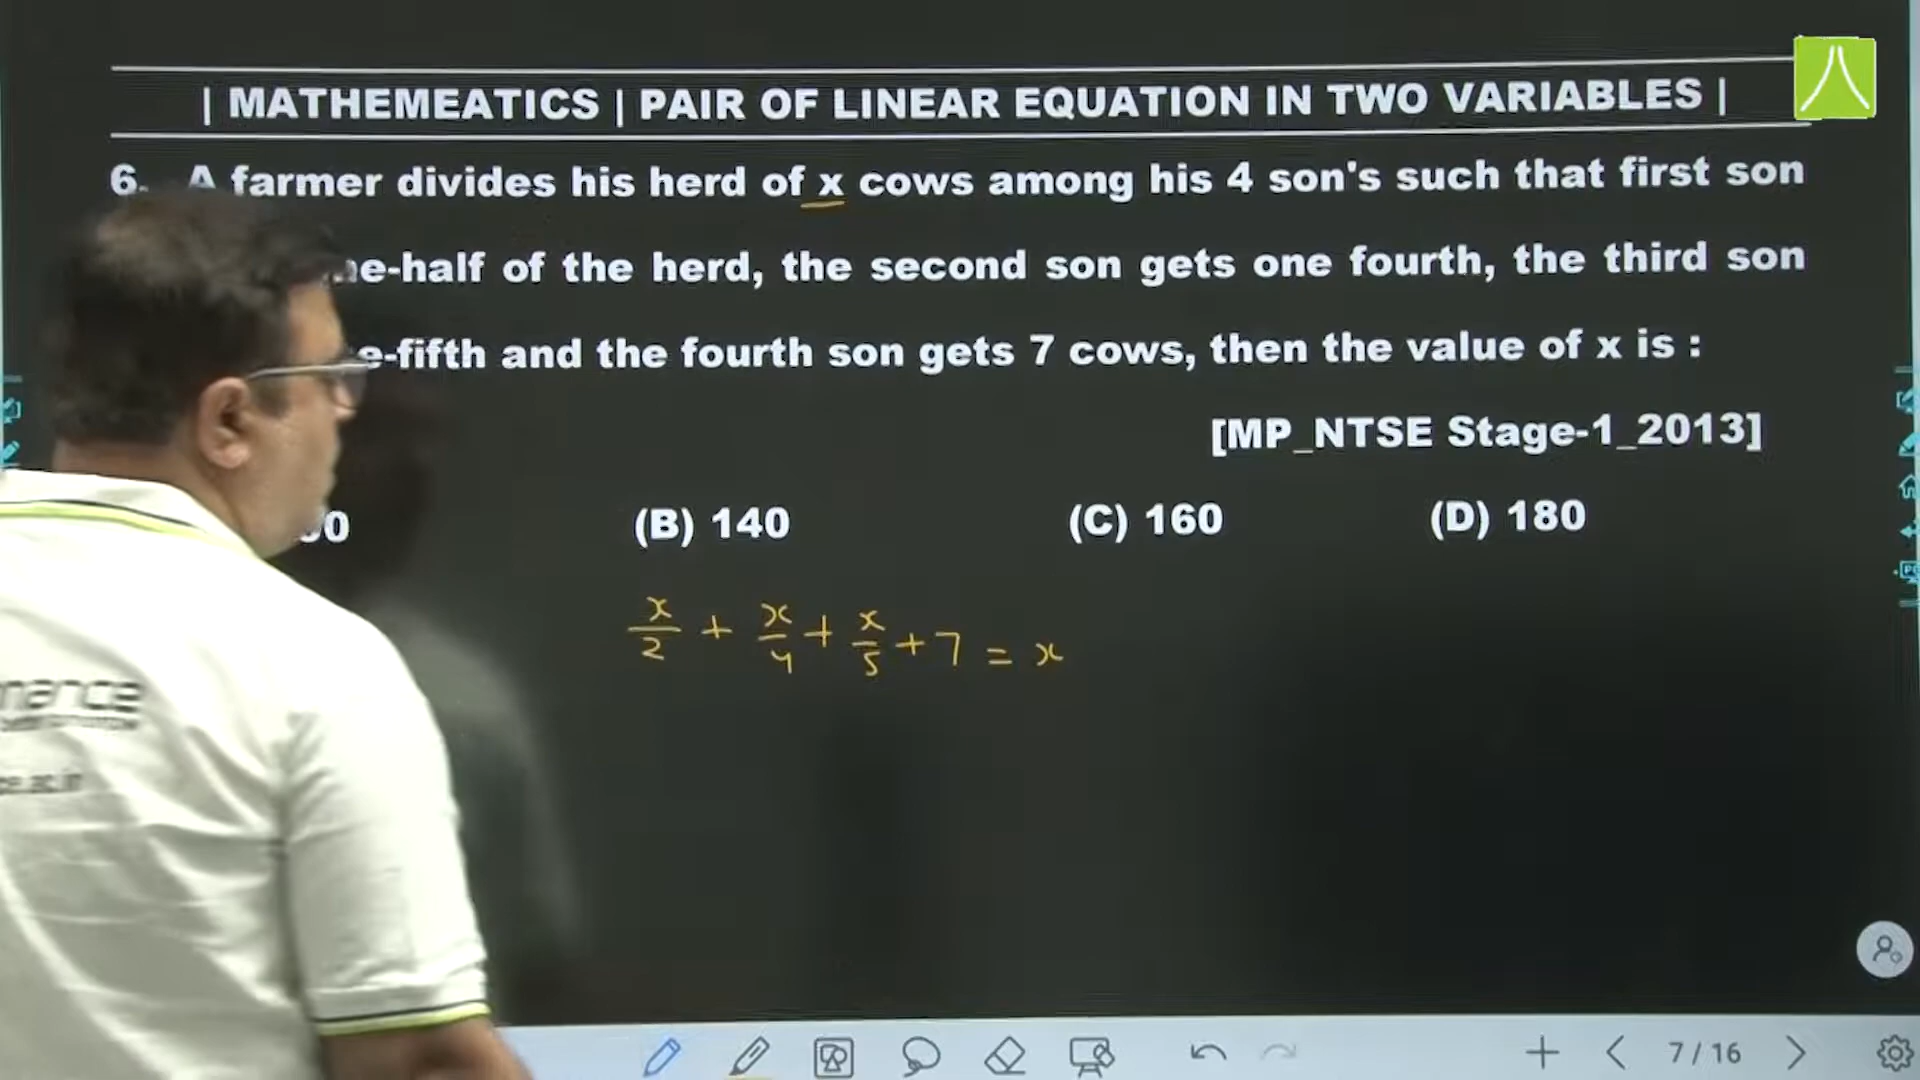 | MATHEMEATICS | PAIR OF LINEAR EQUATION IN TWO VARIABLES |
6. A farmer divides his herd of x cows among his 4 son's such that first son
-half of the herd, the second son gets one fourth, the third son
-fifth and the fourth son gets 7 cows, then the value of x is :
[MP_NTSE Stage-1_2013]
(B) 140 (C) 160 (D) 180
x/2 + x/4 + x/5 + 7 = x
7 / 16